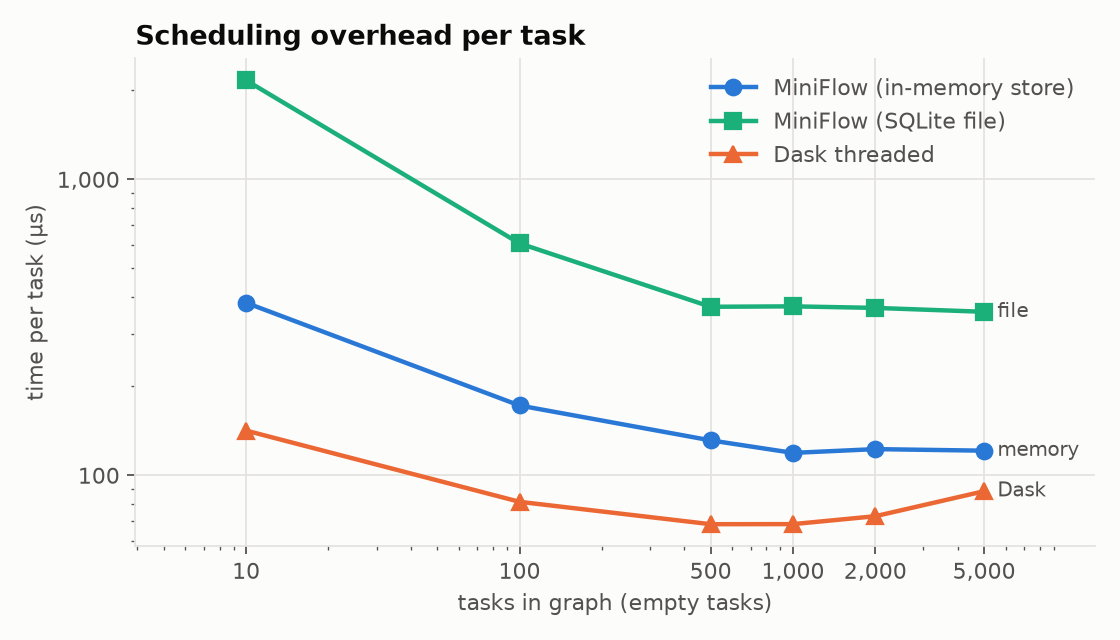 Scheduling overhead per task
MiniFlow (in-memory store)
MiniFlow (SQLite file)
Dask threaded
time per task (µs)
1,000
100
file
memory
Dask
10 100 500 1,000 2,000 5,000
tasks in graph (empty tasks)